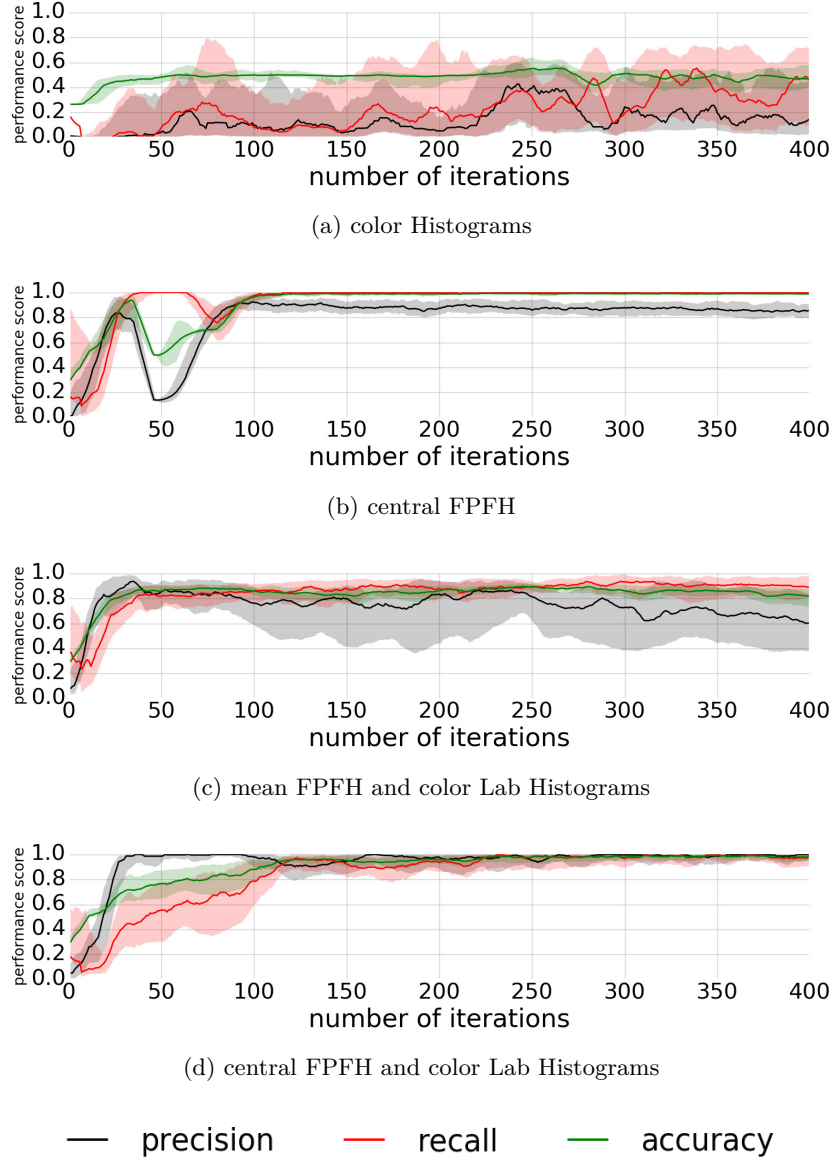 performance score
1.0
0.8
0.6
0.4
0.2
0.0
0 50 100 150 200 250 300 350 400
number of iterations
(a) color Histograms
performance score
1.0
0.8
0.6
0.4
0.2
0.0
0 50 100 150 200 250 300 350 400
number of iterations
(b) central FPFH
performance score
1.0
0.8
0.6
0.4
0.2
0.0
0 50 100 150 200 250 300 350 400
number of iterations
(c) mean FPFH and color Lab Histograms
performance score
1.0
0.8
0.6
0.4
0.2
0.0
0 50 100 150 200 250 300 350 400
number of iterations
(d) central FPFH and color Lab Histograms
precision recall accuracy